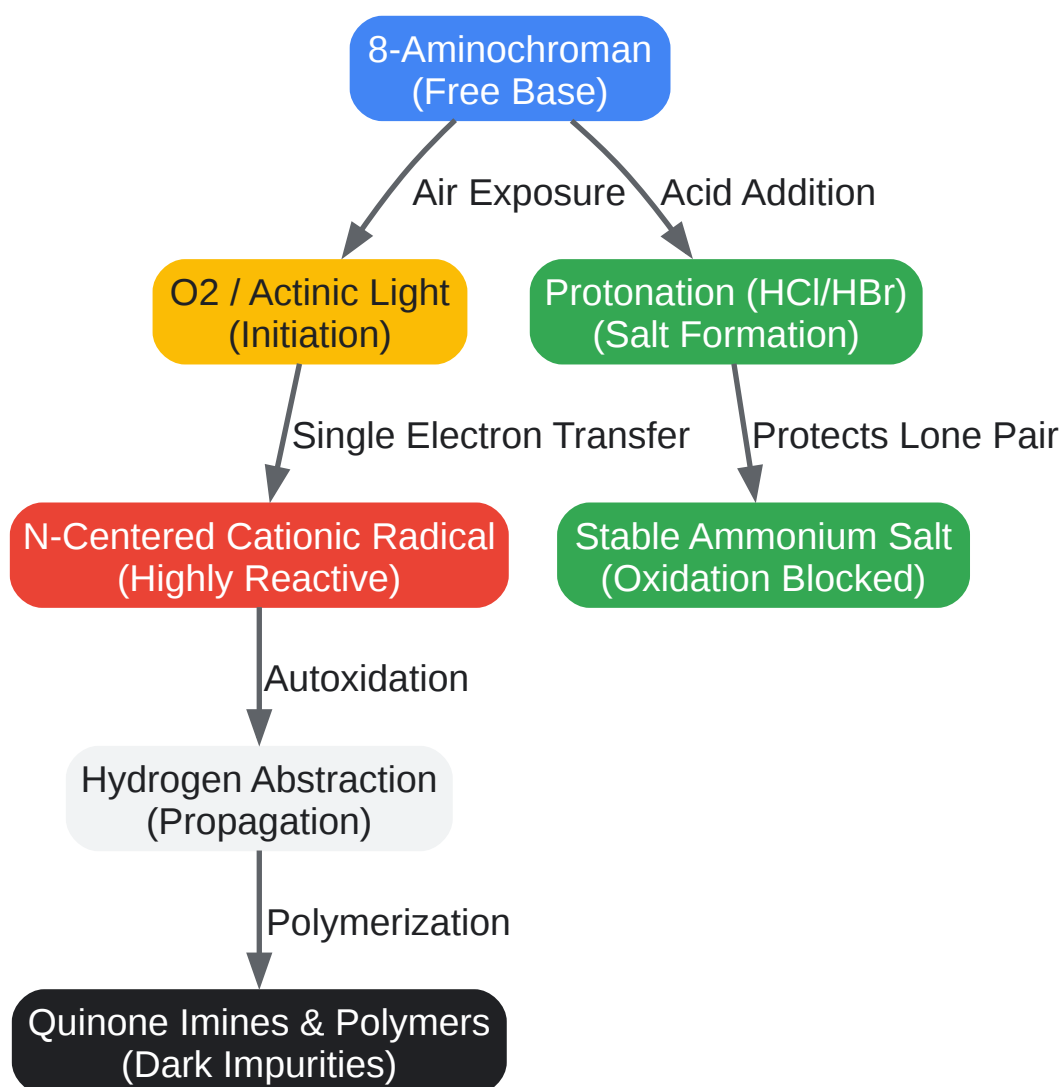 8-Aminochroman
(Free Base)
Air Exposure
Acid Addition
O2 / Actinic Light
(Initiation)
Protonation (HCl/HBr)
(Salt Formation)
Single Electron Transfer
Protects Lone Pair
N-Centered Cationic Radical
(Highly Reactive)
Stable Ammonium Salt
(Oxidation Blocked)
Autoxidation
Hydrogen Abstraction
(Propagation)
Polymerization
Quinone Imines & Polymers
(Dark Impurities)